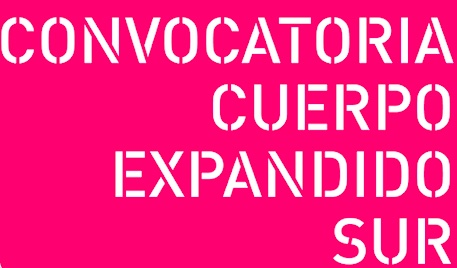 CONVOCATORIA
CUERPO
EXPANDIDO
SUR